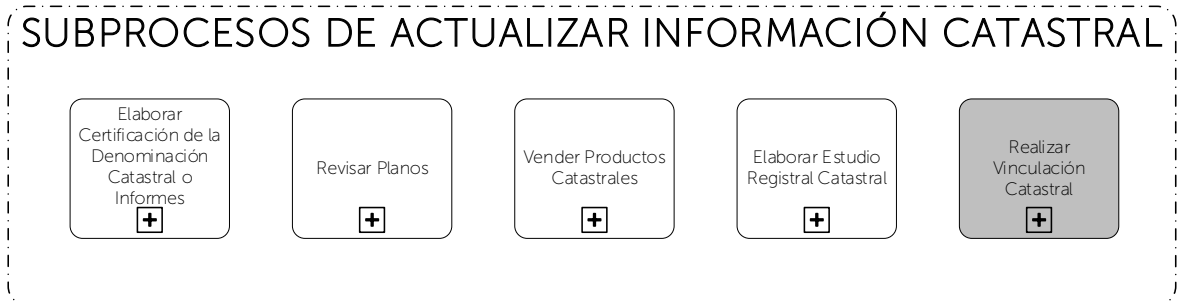 SUBPROCESOS DE ACTUALIZAR INFORMACIÓN CATASTRAL
Elaborar
Certificación de la
Denominación
Catastral o
Informes
Revisar Planos
Vender Productos
Catastrales
Elaborar Estudio
Registral Catastral
Realizar
Vinculación
Catastral